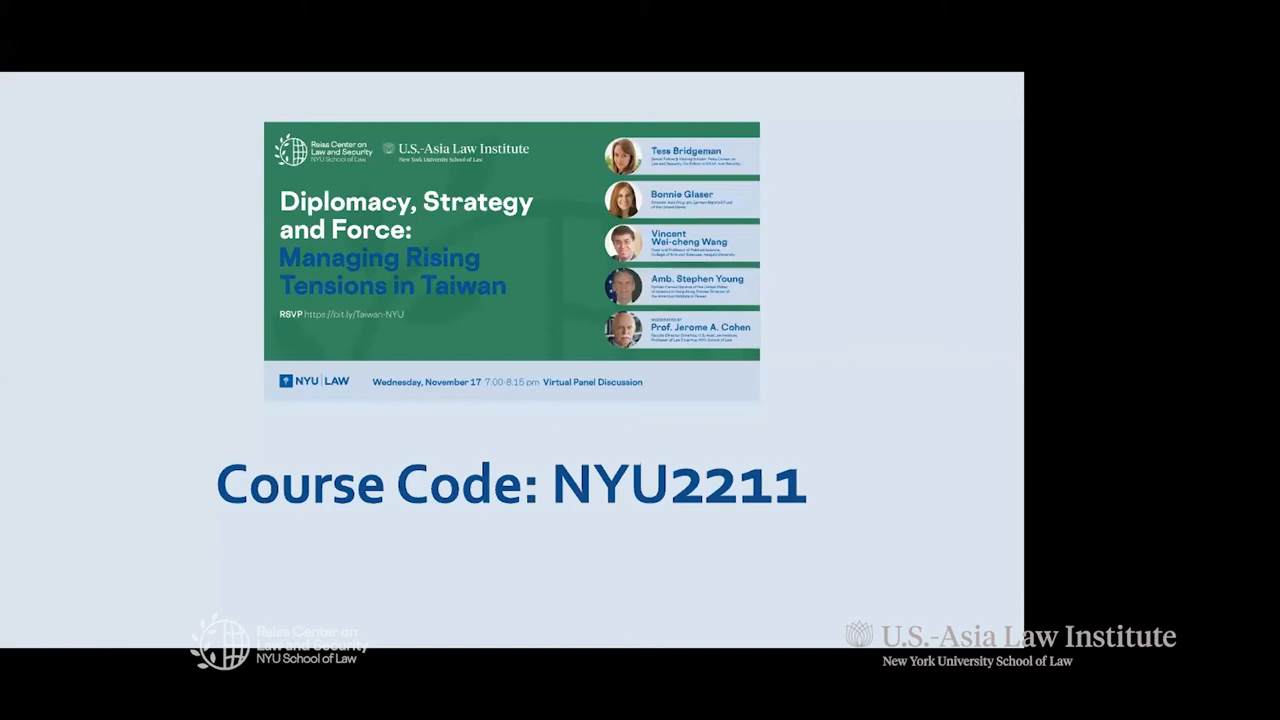 Reiss Center on
Law and Security
NYU School of Law
U.S.-Asia Law Institute
New York University School of Law
Diplomacy, Strategy
and Force:
Managing Rising
Tensions in Taiwan
RSVP https://bit.ly/Taiwan-NYU
Tess Bridgeman
Bonnie Glaser
Vincent
Wei-cheng Wang
Amb. Stephen Young
MODERATED BY
Prof. Jerome A. Cohen
NYU | LAW
Wednesday, November 17 7.00-8.15 pm Virtual Panel Discussion
Course Code: NYU2211
Reiss Center on
Law and Security
NYU School of Law
U.S.-Asia Law Institute
New York University School of Law